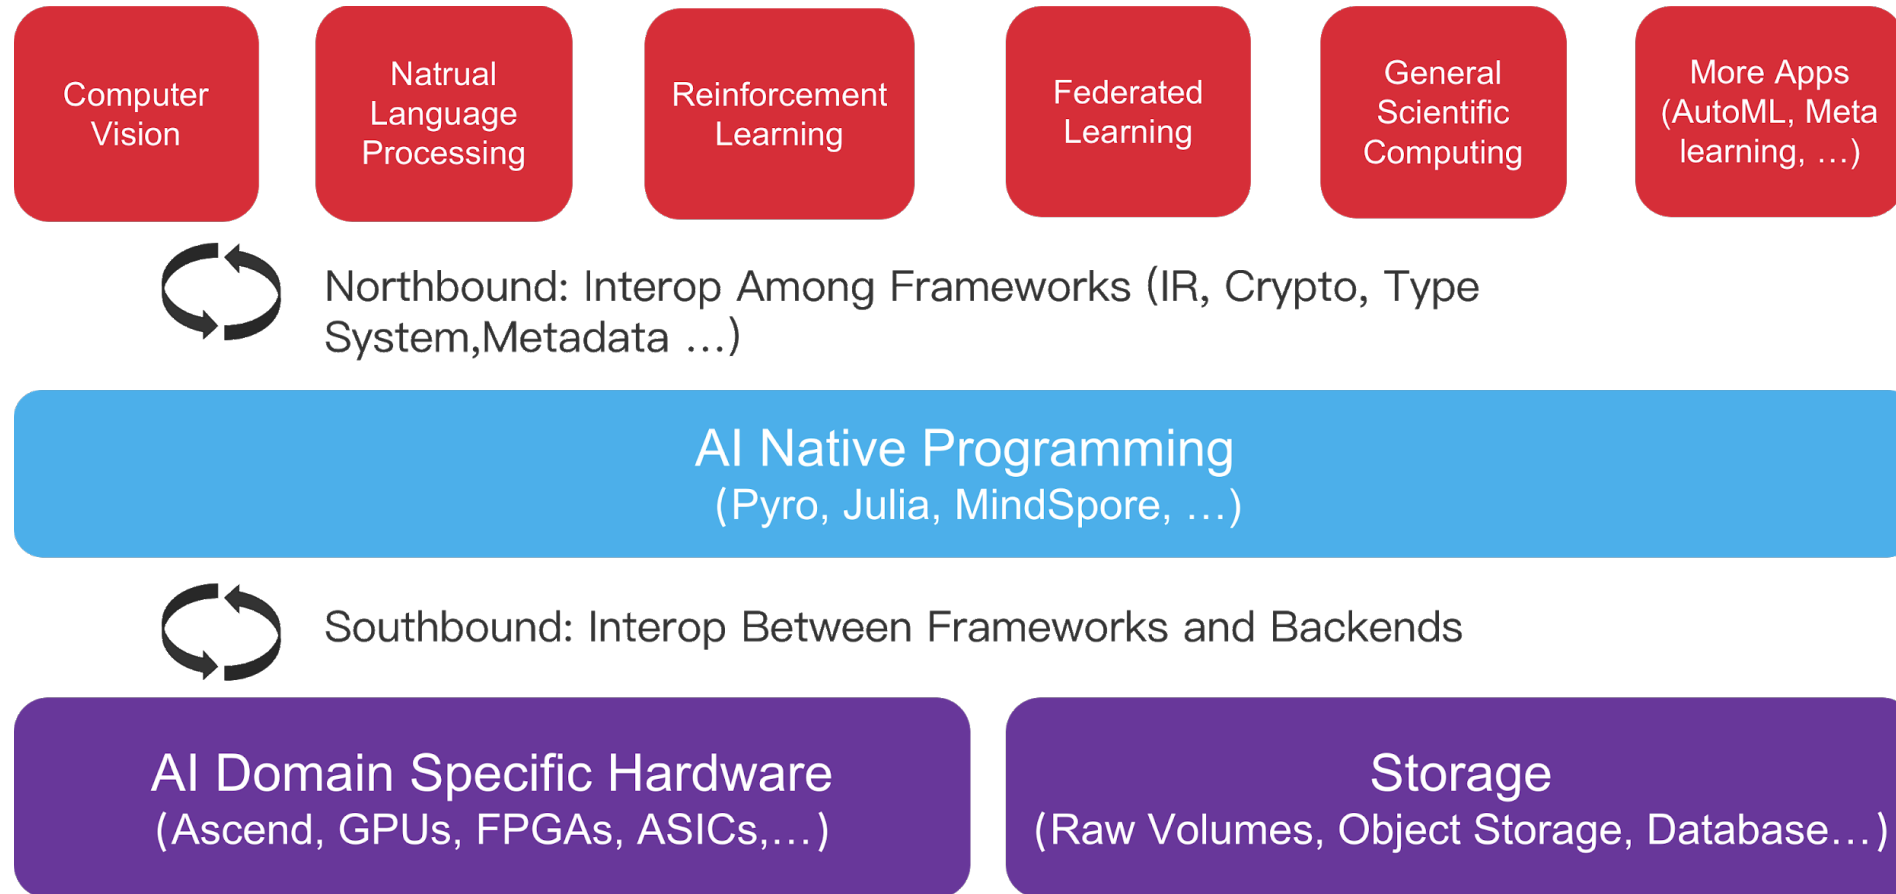 Computer
Vision
Natrual
Language
Processing
Reinforcement
Learning
Federated
Learning
General
Scientific
Computing
More Apps
(AutoML, Meta
learning, …)
Northbound: Interop Among Frameworks (IR, Crypto, Type
System,Metadata …)
AI Native Programming
(Pyro, Julia, MindSpore, …)
Southbound: Interop Between Frameworks and Backends
AI Domain Specific Hardware
(Ascend, GPUs, FPGAs, ASICs,…)
Storage
(Raw Volumes, Object Storage, Database…)